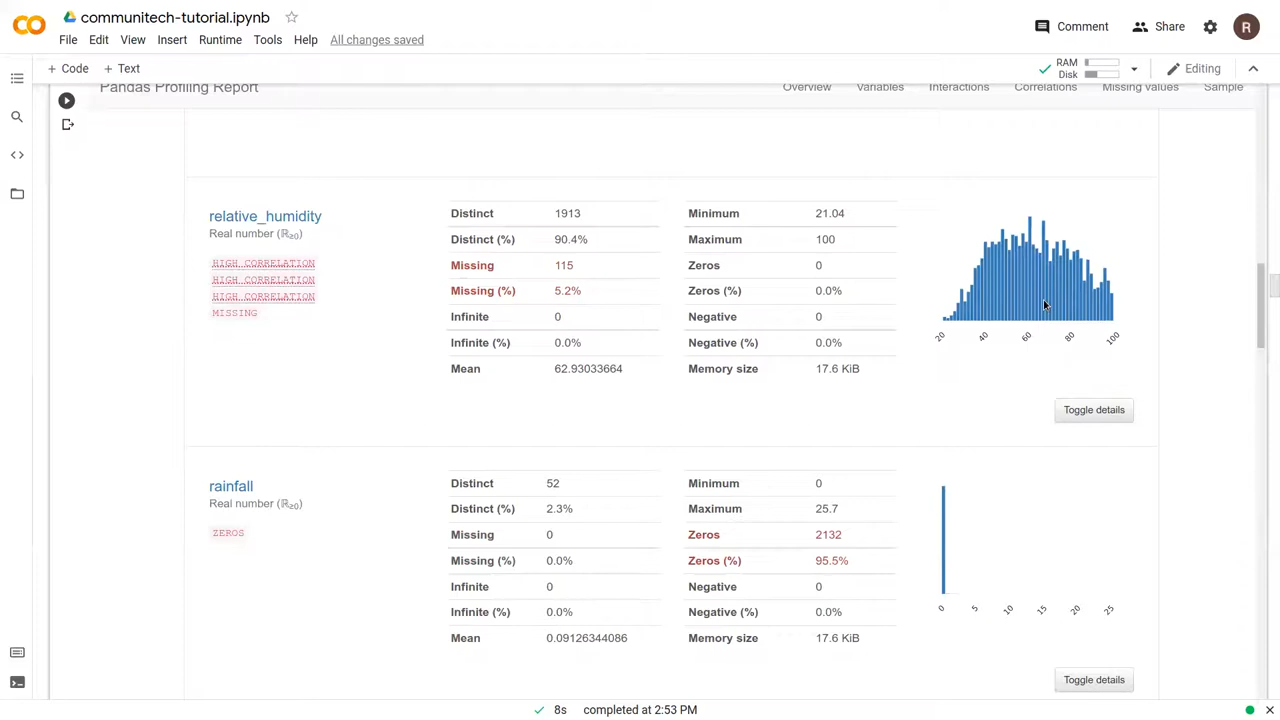 communitech-tutorial.ipynb
Comment
Share
R
File Edit View Insert Runtime Tools Help All changes saved
+ Code + Text
RAM
Disk
Editing
Pandas Profiling Report
Overview Variables Interactions Correlations Missing values Sample
relative_humidity
Real number (ℝ≥0)
HIGH CORRELATION
HIGH CORRELATION
HIGH CORRELATION
MISSING
Distinct 1913
Distinct (%) 90.4%
Missing 115
Missing (%) 5.2%
Infinite 0
Infinite (%) 0.0%
Mean 62.93033664
Minimum 21.04
Maximum 100
Zeros 0
Zeros (%) 0.0%
Negative 0
Negative (%) 0.0%
Memory size 17.6 KiB
20 40 60 80 100
Toggle details
rainfall
Real number (ℝ≥0)
ZEROS
Distinct 52
Distinct (%) 2.3%
Missing 0
Missing (%) 0.0%
Infinite 0
Infinite (%) 0.0%
Mean 0.09126344086
Minimum 0
Maximum 25.7
Zeros 2132
Zeros (%) 95.5%
Negative 0
Negative (%) 0.0%
Memory size 17.6 KiB
0 5 10 15 20 25
Toggle details
8s completed at 2:53 PM